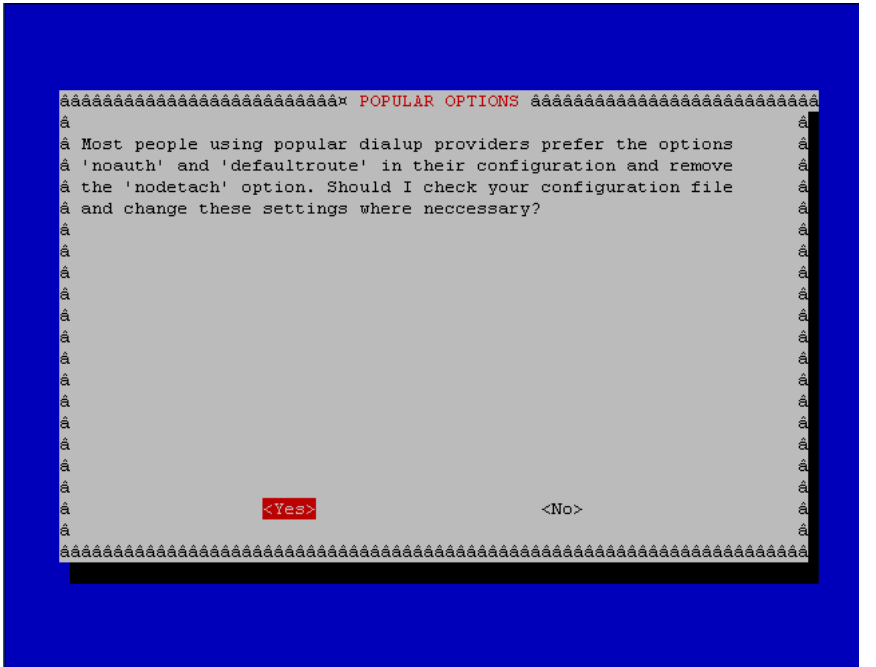 POPULAR OPTIONS
Most people using popular dialup providers prefer the options
'noauth' and 'defaultroute' in their configuration and remove
the 'nodetach' option. Should I check your configuration file
and change these settings where neccessary?
<Yes> <No>